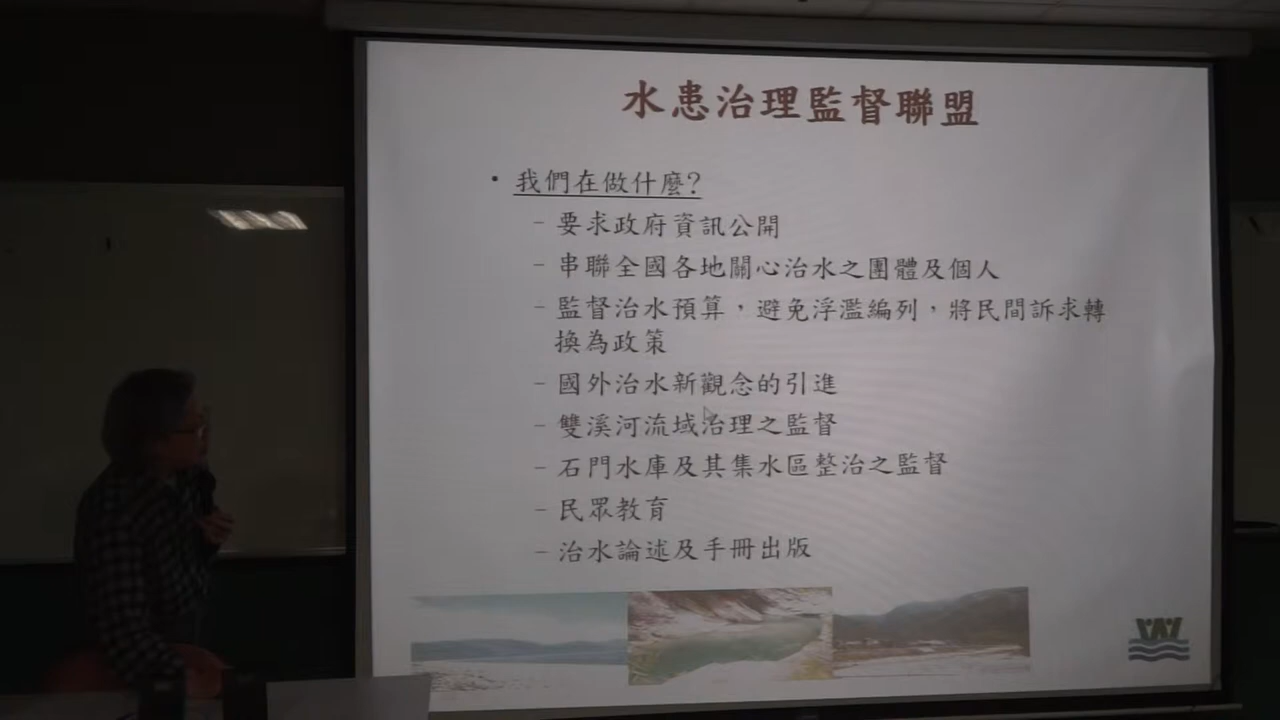 水患治理監督聯盟
• 我們在做什麼?
– 要求政府資訊公開
– 串聯全國各地關心治水之團體及個人
– 監督治水預算，避免浮濫編列，將民間訴求轉
換為政策
– 國外治水新觀念的引進
– 雙溪河流域治理之監督
– 石門水庫及其集水區整治之監督
– 民眾教育
– 治水論述及手冊出版